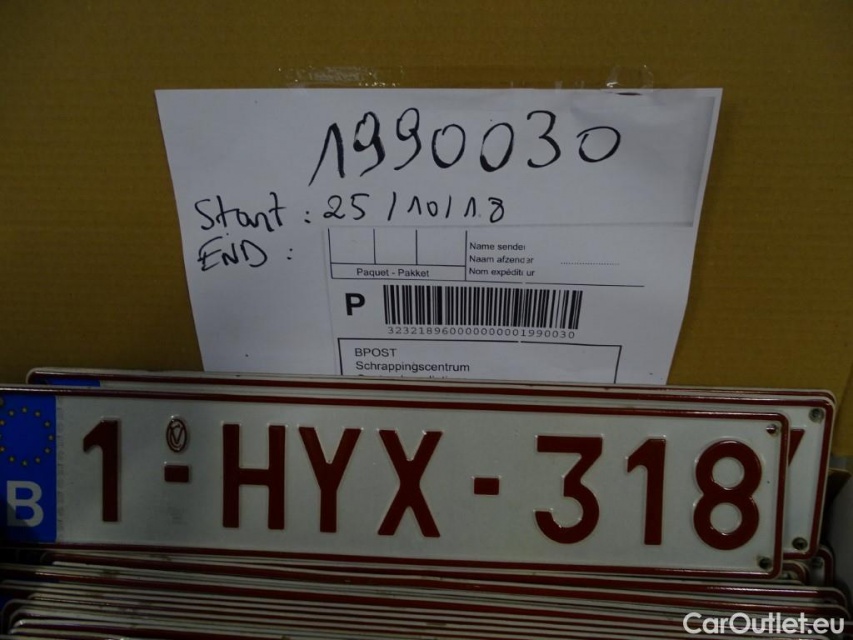 1990030
Start : 25/10/18
END :
Name sender
Naam afzender
Paquet - Pakket
Nom expéditeur
P
323218960000000001990030
BPOST
Schrappingscentrum
B
1-HYX-318
CarOutlet.eu